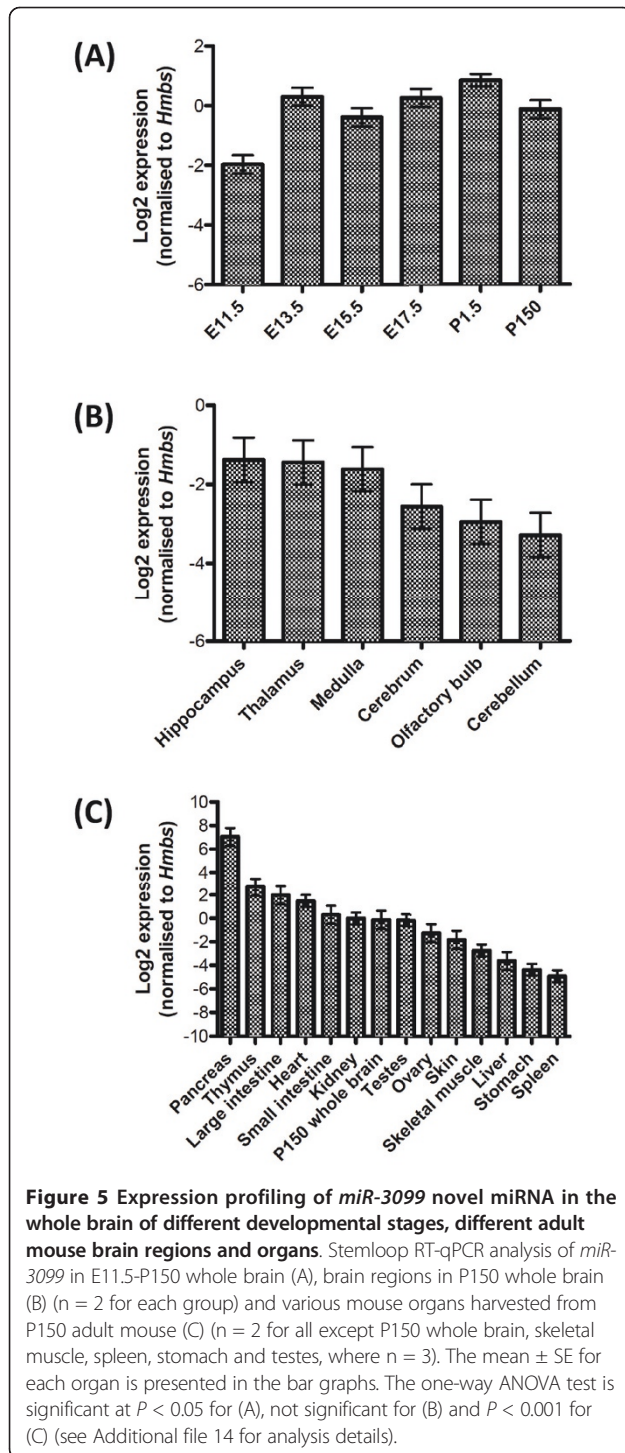 (A)
Log2 expression
(normalised to Hmbs)
2
0
-2
-4
-6
E11.5
E13.5
E15.5
E17.5
P1.5
P150
(B)
Log2 expression
(normalised to Hmbs)
0
-2
-4
-6
Hippocampus
Thalamus
Medulla
Cerebrum
Olfactory bulb
Cerebellum
(C)
Log2 expression
(normalised to Hmbs)
10
8
6
4
2
0
-2
-4
-6
-8
-10
Pancreas
Thymus
Large intestine
Heart
Small intestine
Kidney
P150 whole brain
Testes
Ovary
Skin
Skeletal muscle
Liver
Stomach
Spleen
Figure 5 Expression profiling of miR-3099 novel miRNA in the
whole brain of different developmental stages, different adult
mouse brain regions and organs. Stemloop RT-qPCR analysis of miR-
3099 in E11.5-P150 whole brain (A), brain regions in P150 whole brain
(B) (n = 2 for each group) and various mouse organs harvested from
P150 adult mouse (C) (n = 2 for all except P150 whole brain, skeletal
muscle, spleen, stomach and testes, where n = 3). The mean ± SE for
each organ is presented in the bar graphs. The one-way ANOVA test is
significant at P < 0.05 for (A), not significant for (B) and P < 0.001 for
(C) (see Additional file 14 for analysis details).